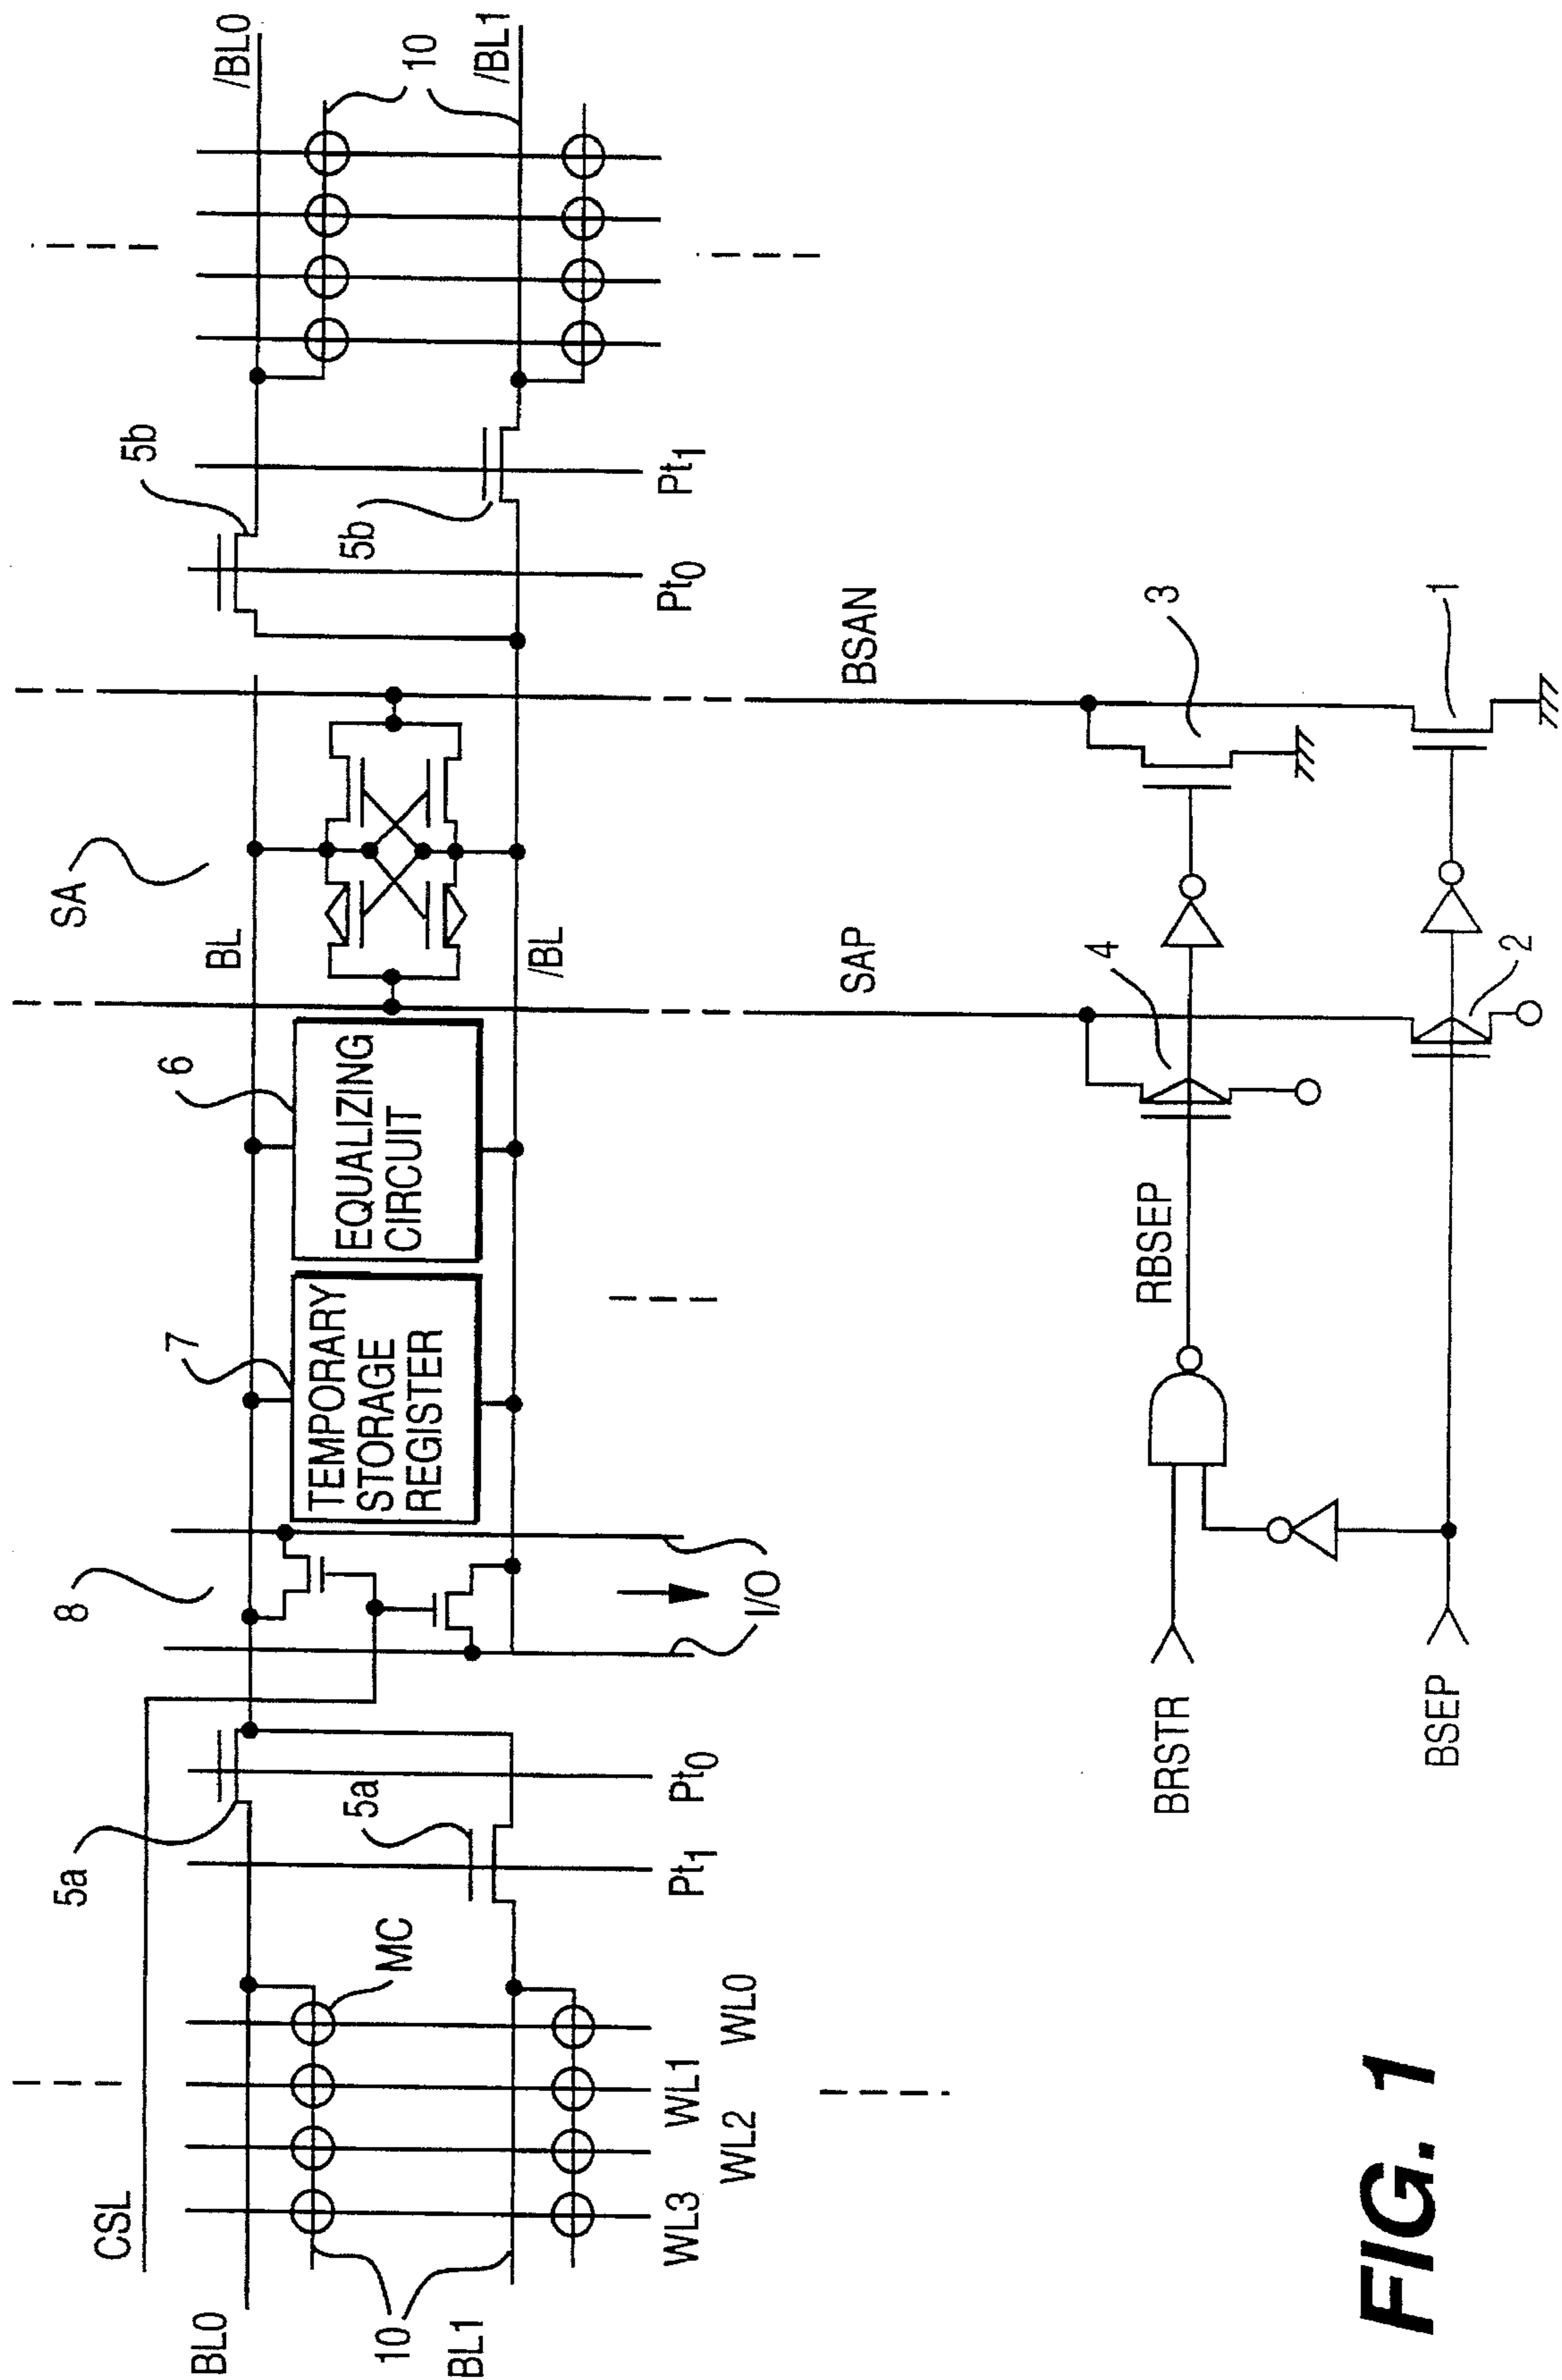 CSL
BL0
10
BL1
WL3
WL2
WL1
WL0
MC
5a
5a
Pt1
Pt0
8
I/O
7
TEMPORARY
STORAGE
REGISTER
6
EQUALIZING
CIRCUIT
SA
BL
/BL
SAP
BSAN
5b
5b
Pt0
Pt1
/BL0
10
/BL1
BRSTR
BSEP
RBSEP
4
2
3
1
FIG. 1